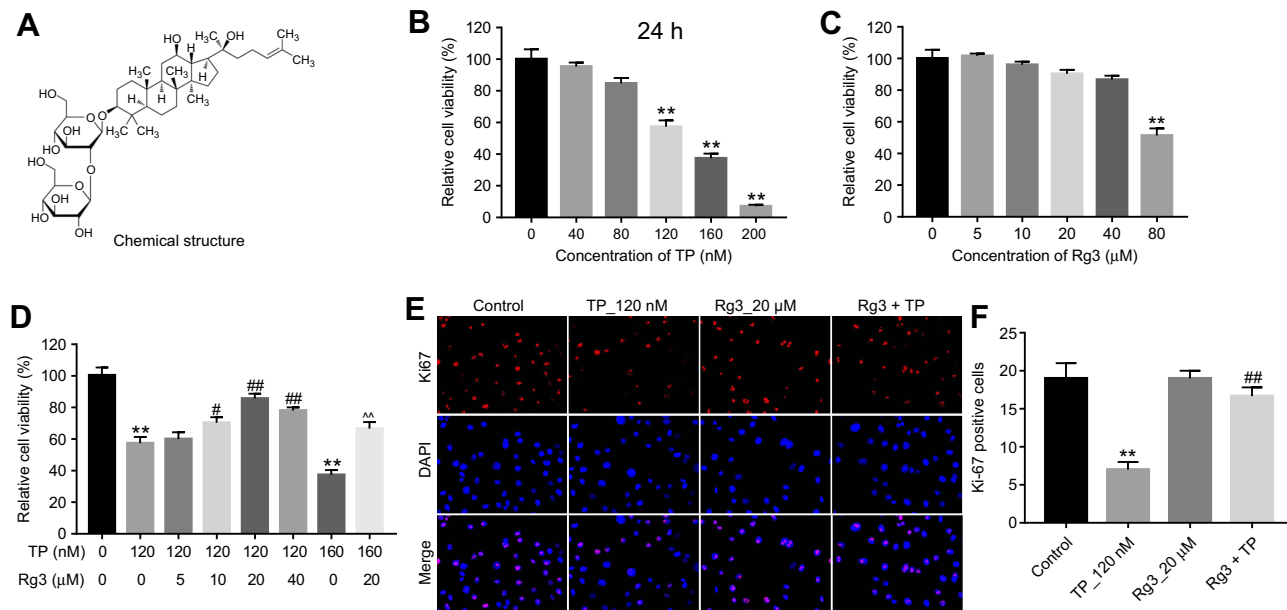 A
H₃C
OH
OH
CH₃
CH₃
H₃C
H
H
CH₃
H
H₃C
CH₃
HO
O
O
HO
OH
HO
O
HO
O
OH
HO
OH
O
Chemical structure
B
24 h
Relative cell viability (%)
120
100
80
60
40
20
0
**
**
**
0 40 80 120 160 200
Concentration of TP (nM)
C
Relative cell viability (%)
120
100
80
60
40
20
0
**
0 5 10 20 40 80
Concentration of Rg3 (μM)
D
Relative cell viability (%)
120
100
80
60
40
20
0
**
#
##
##
**
^^
TP (nM) 0 120 120 120 120 120 160 160
Rg3 (μM) 0 0 5 10 20 40 0 20
E
Control TP_120 nM Rg3_20 μM Rg3 + TP
Ki67
DAPI
Merge
F
Ki-67 positive cells
25
20
15
10
5
0
**
##
Control TP_120 nM Rg3_20 μM Rg3 + TP